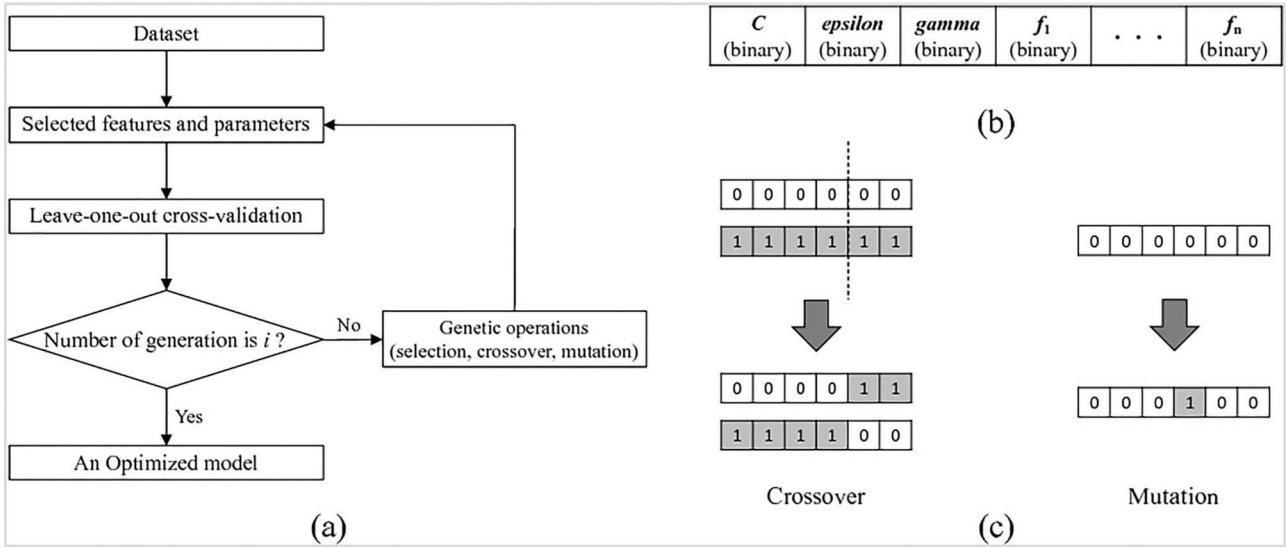 Dataset
Selected features and parameters
Leave-one-out cross-validation
Number of generation is i ?
No
Genetic operations
(selection, crossover, mutation)
Yes
An Optimized model
(a)
C epsilon gamma f1 . . . fn
(binary) (binary) (binary) (binary) (binary)
(b)
0 0 0 0 0 0
1 1 1 1 1 1
0 0 0 0 1 1
1 1 1 1 0 0
Crossover
0 0 0 0 0 0
0 0 0 1 0 0
Mutation
(c)